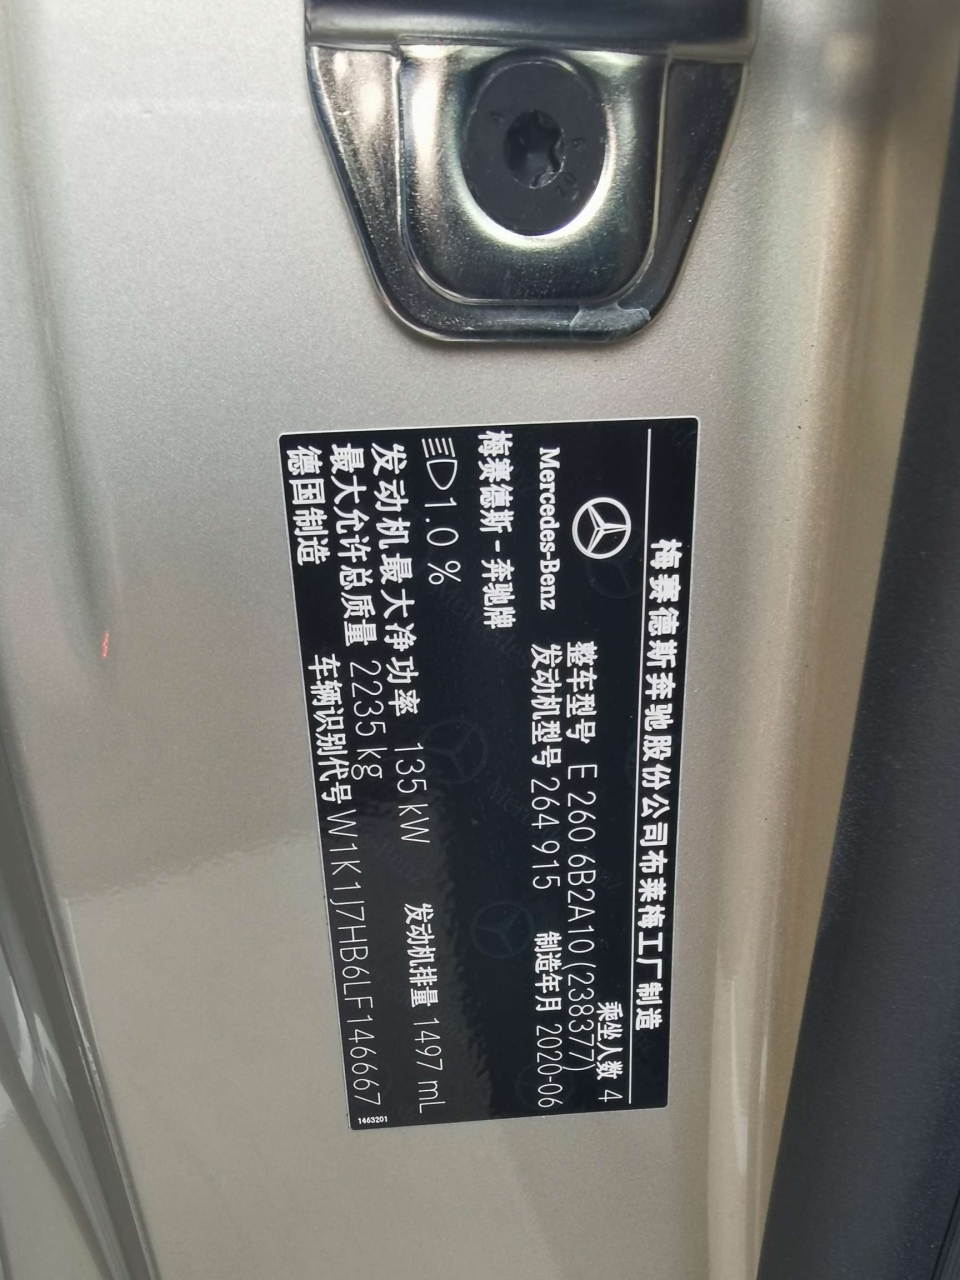 梅赛德斯奔驰股份公司布莱梅工厂制造
乘坐人数 4
Mercedes-Benz
整车型号 E 260 6B2A10 (238377)
发动机型号 264 915 制造年月 2020-06
梅赛德斯-奔驰牌
1.0 %
发动机最大净功率 135 kW 发动机排量 1497 mL
最大允许总质量 2235 kg
车辆识别代号 W1K1J7HB6LF146667
德国制造
1463201